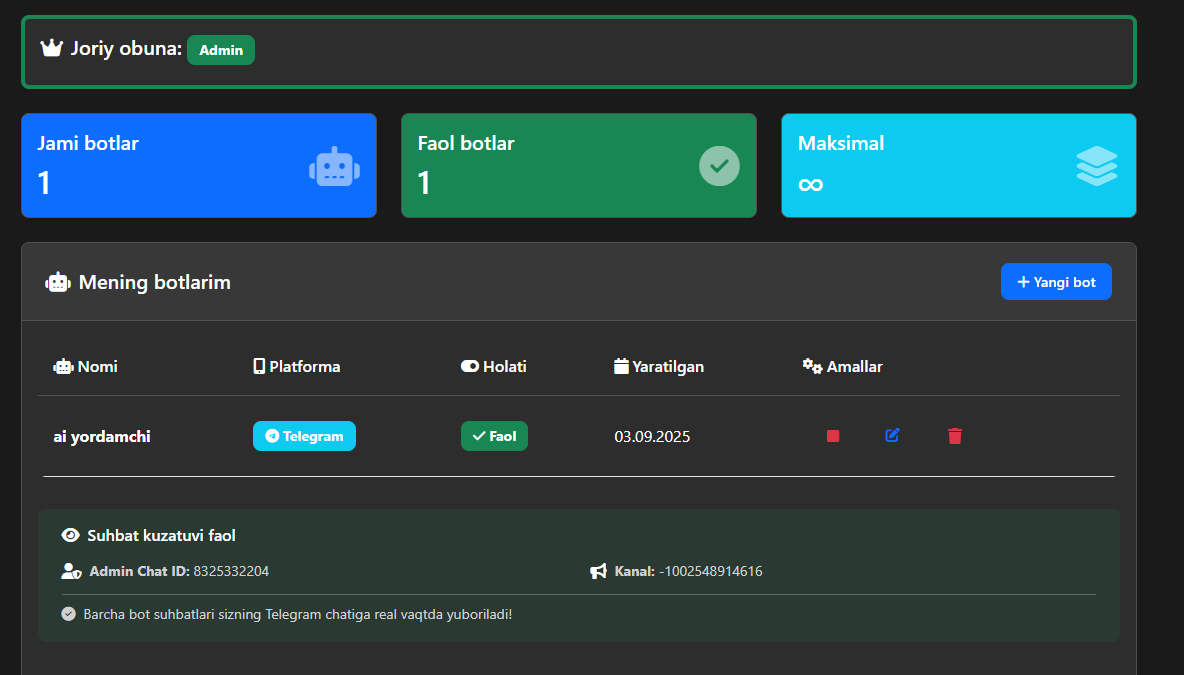 Joriy obuna: Admin
Jami botlar
1
Faol botlar
1
Maksimal
∞
Mening botlarim
+ Yangi bot
Nomi Platforma Holati Yaratilgan Amallar
ai yordamchi Telegram Faol 03.09.2025
Suhbat kuzatuvi faol
Admin Chat ID: 8325332204 Kanal: -1002548914616
Barcha bot suhbatlari sizning Telegram chatiga real vaqtda yuboriladi!